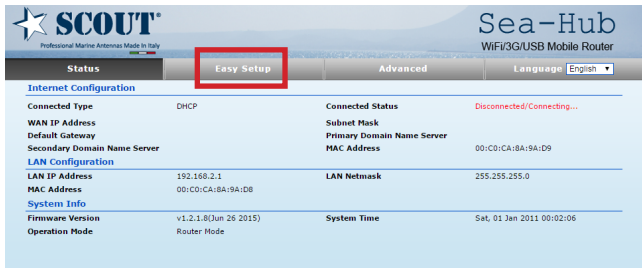 SCOUT®
Professional Marine Antennas Made In Italy
Sea-Hub
WiFi/3G/USB Mobile Router
Status Easy Setup Advanced Language English
Internet Configuration
Connected Type DHCP Connected Status Disconnected/Connecting...
WAN IP Address Subnet Mask
Default Gateway Primary Domain Name Server
Secondary Domain Name Server MAC Address 00:C0:CA:8A:9A:D9
LAN Configuration
LAN IP Address 192.168.2.1 LAN Netmask 255.255.255.0
MAC Address 00:C0:CA:8A:9A:D8
System Info
Firmware Version v1.2.1.8(Jun 26 2015) System Time Sat, 01 Jan 2011 00:02:06
Operation Mode Router Mode